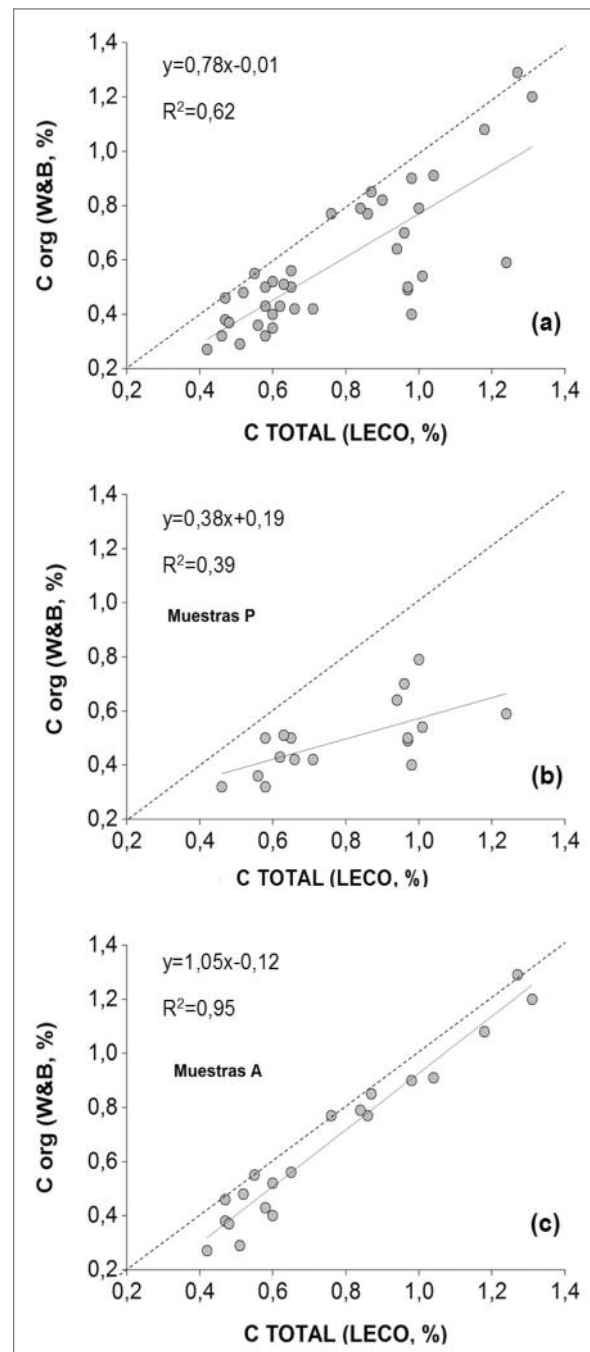 1,4
1,2
1,0
0,8
0,6
0,4
0,2
C org (W&B, %)
y=0,78x-0,01
R²=0,62
(a)
0,2 0,4 0,6 0,8 1,0 1,2 1,4
C TOTAL (LECO, %)
1,4
1,2
1,0
0,8
0,6
0,4
0,2
C org (W&B, %)
y=0,38x+0,19
R²=0,39
Muestras P
(b)
0,2 0,4 0,6 0,8 1,0 1,2 1,4
C TOTAL (LECO, %)
1,4
1,2
1,0
0,8
0,6
0,4
0,2
C org (W&B, %)
y=1,05x-0,12
R²=0,95
Muestras A
(c)
0,2 0,4 0,6 0,8 1,0 1,2 1,4
C TOTAL (LECO, %)